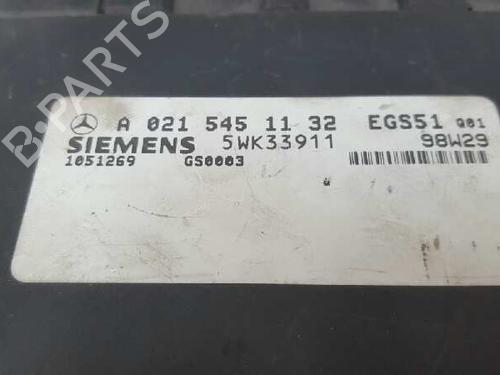 A 021 545 11 32 EGS51 Q01
SIEMENS 5WK33911 98W29
1051269 GS0003
B-PARTS